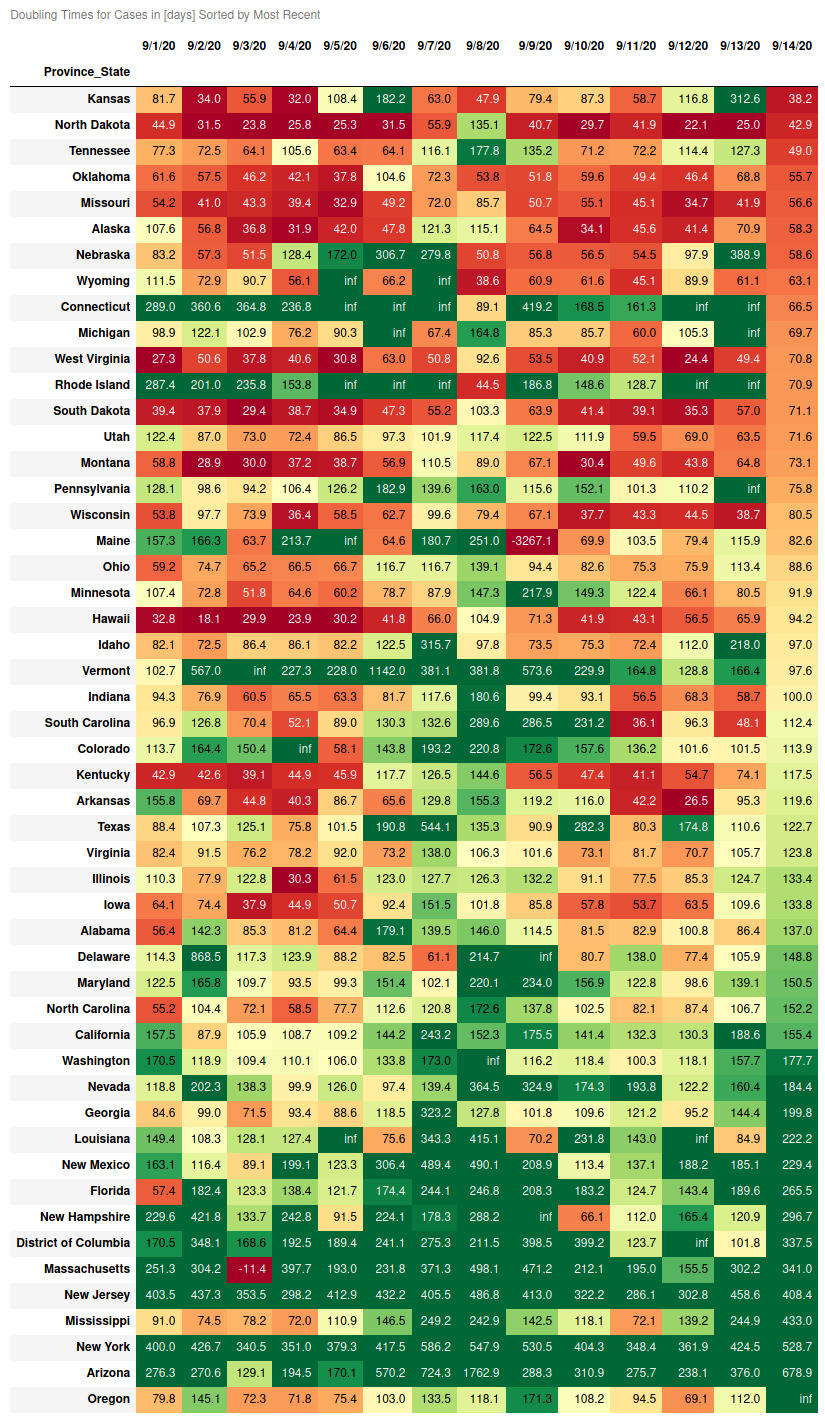 Doubling Times for Cases in [days] Sorted by Most Recent
9/1/20 9/2/20 9/3/20 9/4/20 9/5/20 9/6/20 9/7/20 9/8/20 9/9/20 9/10/20 9/11/20 9/12/20 9/13/20 9/14/20
Province_State
Kansas 81.7 34.0 55.9 32.0 108.4 182.2 63.0 47.9 79.4 87.3 58.7 116.8 312.6 38.2
North Dakota 44.9 31.5 23.8 25.8 25.3 31.5 55.9 135.1 40.7 29.7 41.9 22.1 25.0 42.9
Tennessee 77.3 72.5 64.1 105.6 63.4 64.1 116.1 177.8 135.2 71.2 72.2 114.4 127.3 49.0
Oklahoma 61.6 57.5 46.2 42.1 37.8 104.6 72.3 53.8 51.8 59.6 49.4 46.4 68.8 55.7
Missouri 54.2 41.0 43.3 39.4 32.9 49.2 72.0 85.7 50.7 55.1 45.1 34.7 41.9 56.6
Alaska 107.6 56.8 36.8 31.9 42.0 47.8 121.3 115.1 64.5 34.1 45.6 41.4 70.9 58.3
Nebraska 83.2 57.3 51.5 128.4 172.0 306.7 279.8 50.8 56.8 56.5 54.5 97.9 388.9 58.6
Wyoming 111.5 72.9 90.7 56.1 inf 66.2 inf 38.6 60.9 61.6 45.1 89.9 61.1 63.1
Connecticut 289.0 360.6 364.8 236.8 inf inf inf 89.1 419.2 168.5 161.3 inf inf 66.5
Michigan 98.9 122.1 102.9 76.2 90.3 inf 67.4 164.8 85.3 85.7 60.0 105.3 inf 69.7
West Virginia 27.3 50.6 37.8 40.6 30.8 63.0 50.8 92.6 53.5 40.9 52.1 24.4 49.4 70.8
Rhode Island 287.4 201.0 235.8 153.8 inf inf inf 44.5 186.8 148.6 128.7 inf inf 70.9
South Dakota 39.4 37.9 29.4 38.7 34.9 47.3 55.2 103.3 63.9 41.4 39.1 35.3 57.0 71.1
Utah 122.4 87.0 73.0 72.4 86.5 97.3 101.9 117.4 122.5 111.9 59.5 69.0 63.5 71.6
Montana 58.8 28.9 30.0 37.2 38.7 56.9 110.5 89.0 67.1 30.4 49.6 43.8 64.8 73.1
Pennsylvania 128.1 98.6 94.2 106.4 126.2 182.9 139.6 163.0 115.6 152.1 101.3 110.2 inf 75.8
Wisconsin 53.8 97.7 73.9 36.4 58.5 62.7 99.6 79.4 67.1 37.7 43.3 44.5 38.7 80.5
Maine 157.3 166.3 63.7 213.7 inf 64.6 180.7 251.0 -3267.1 69.9 103.5 79.4 115.9 82.6
Ohio 59.2 74.7 65.2 66.5 66.7 116.7 116.7 139.1 94.4 82.6 75.3 75.9 113.4 88.6
Minnesota 107.4 72.8 51.8 64.6 60.2 78.7 87.9 147.3 217.9 149.3 122.4 66.1 80.5 91.9
Hawaii 32.8 18.1 29.9 23.9 30.2 41.8 66.0 104.9 71.3 41.9 43.1 56.5 65.9 94.2
Idaho 82.1 72.5 86.4 86.1 82.2 122.5 315.7 97.8 73.5 75.3 72.4 112.0 218.0 97.0
Vermont 102.7 567.0 inf 227.3 228.0 1142.0 381.1 381.8 573.6 229.9 164.8 128.8 166.4 97.6
Indiana 94.3 76.9 60.5 65.5 63.3 81.7 117.6 180.6 99.4 93.1 56.5 68.3 58.7 100.0
South Carolina 96.9 126.8 70.4 52.1 89.0 130.3 132.6 289.6 286.5 231.2 36.1 96.3 48.1 112.4
Colorado 113.7 164.4 150.4 inf 58.1 143.8 193.2 220.8 172.6 157.6 136.2 101.6 101.5 113.9
Kentucky 42.9 42.6 39.1 44.9 45.9 117.7 126.5 144.6 56.5 47.4 41.1 54.7 74.1 117.5
Arkansas 155.8 69.7 44.8 40.3 86.7 65.6 129.8 155.3 119.2 116.0 42.2 26.5 95.3 119.6
Texas 88.4 107.3 125.1 75.8 101.5 190.8 544.1 135.3 90.9 282.3 80.3 174.8 110.6 122.7
Virginia 82.4 91.5 76.2 78.2 92.0 73.2 138.0 106.3 101.6 73.1 81.7 70.7 105.7 123.8
Illinois 110.3 77.9 122.8 30.3 61.5 123.0 127.7 126.3 132.2 91.1 77.5 85.3 124.7 133.4
Iowa 64.1 74.4 37.9 44.9 50.7 92.4 151.5 101.8 85.8 57.8 53.7 63.5 109.6 133.8
Alabama 56.4 142.3 85.3 81.2 64.4 179.1 139.5 146.0 114.5 81.5 82.9 100.8 86.4 137.0
Delaware 114.3 868.5 117.3 123.9 88.2 82.5 61.1 214.7 inf 80.7 138.0 77.4 105.9 148.8
Maryland 122.5 165.8 109.7 93.5 99.3 151.4 102.1 220.1 234.0 156.9 122.8 98.6 139.1 150.5
North Carolina 55.2 104.4 72.1 58.5 77.7 112.6 120.8 172.6 137.8 102.5 82.1 87.4 106.7 152.2
California 157.5 87.9 105.9 108.7 109.2 144.2 243.2 152.3 175.5 141.4 132.3 130.3 188.6 155.4
Washington 170.5 118.9 109.4 110.1 106.0 133.8 173.0 inf 116.2 118.4 100.3 118.1 157.7 177.7
Nevada 118.8 202.3 138.3 99.9 126.0 97.4 139.4 364.5 324.9 174.3 193.8 122.2 160.4 184.4
Georgia 84.6 99.0 71.5 93.4 88.6 118.5 323.2 127.8 101.8 109.6 121.2 95.2 144.4 199.8
Louisiana 149.4 108.3 128.1 127.4 inf 75.6 343.3 415.1 70.2 231.8 143.0 inf 84.9 222.2
New Mexico 163.1 116.4 89.1 199.1 123.3 306.4 489.4 490.1 208.9 113.4 137.1 188.2 185.1 229.4
Florida 57.4 182.4 123.3 138.4 121.7 174.4 244.1 246.8 208.3 183.2 124.7 143.4 189.6 265.5
New Hampshire 229.6 421.8 133.7 242.8 91.5 224.1 178.3 288.2 inf 66.1 112.0 165.4 120.9 296.7
District of Columbia 170.5 348.1 168.6 192.5 189.4 241.1 275.3 211.5 398.5 399.2 123.7 inf 101.8 337.5
Massachusetts 251.3 304.2 -11.4 397.7 193.0 231.8 371.3 498.1 471.2 212.1 195.0 155.5 302.2 341.0
New Jersey 403.5 437.3 353.5 298.2 412.9 432.2 405.5 486.8 413.0 322.2 286.1 302.8 458.6 408.4
Mississippi 91.0 74.5 78.2 72.0 110.9 146.5 249.2 242.9 142.5 118.1 72.1 139.2 244.9 433.0
New York 400.0 426.7 340.5 351.0 379.3 417.5 586.2 547.9 530.5 404.3 348.4 361.9 424.5 528.7
Arizona 276.3 270.6 129.1 194.5 170.1 570.2 724.3 1762.9 288.3 310.9 275.7 238.1 376.0 678.9
Oregon 79.8 145.1 72.3 71.8 75.4 103.0 133.5 118.1 171.3 108.2 94.5 69.1 112.0 inf